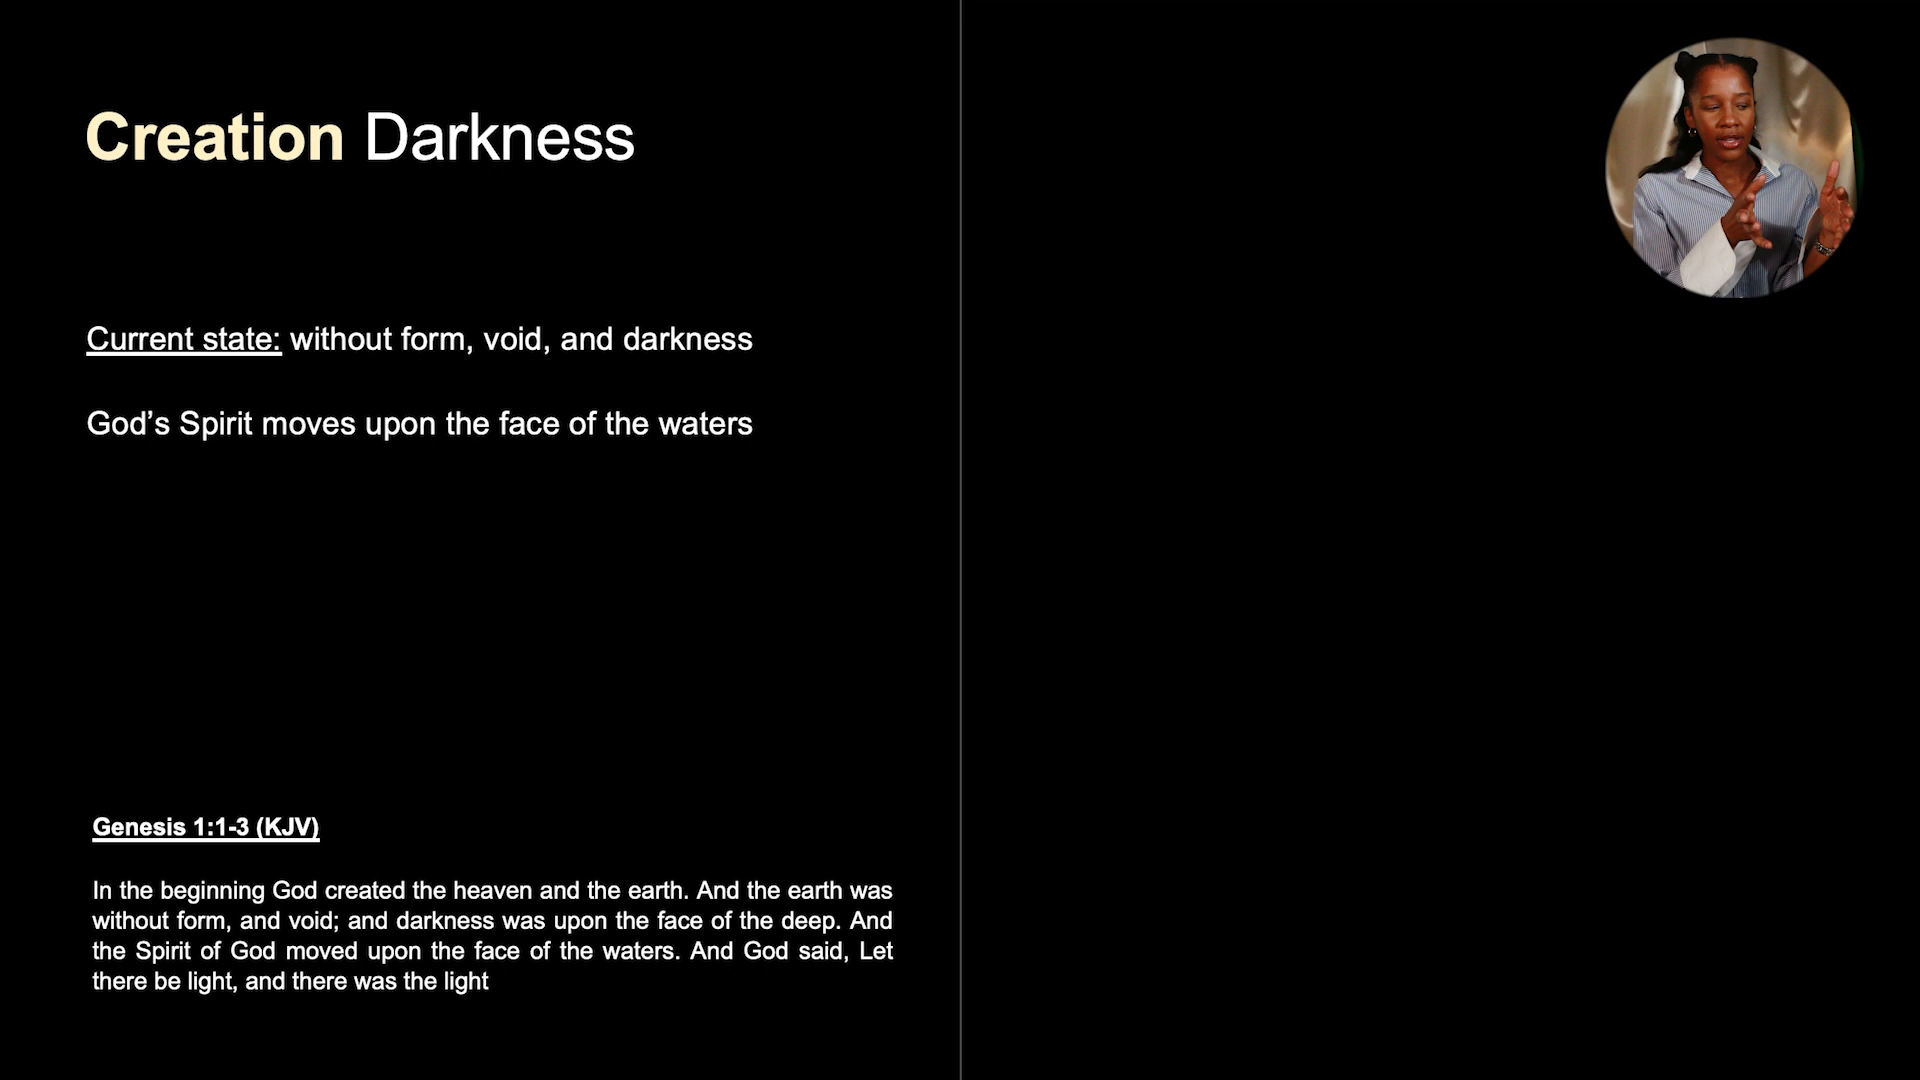 Creation Darkness
Current state: without form, void, and darkness
God’s Spirit moves upon the face of the waters
Genesis 1:1-3 (KJV)
In the beginning God created the heaven and the earth. And the earth was
without form, and void; and darkness was upon the face of the deep. And
the Spirit of God moved upon the face of the waters. And God said, Let
there be light, and there was the light